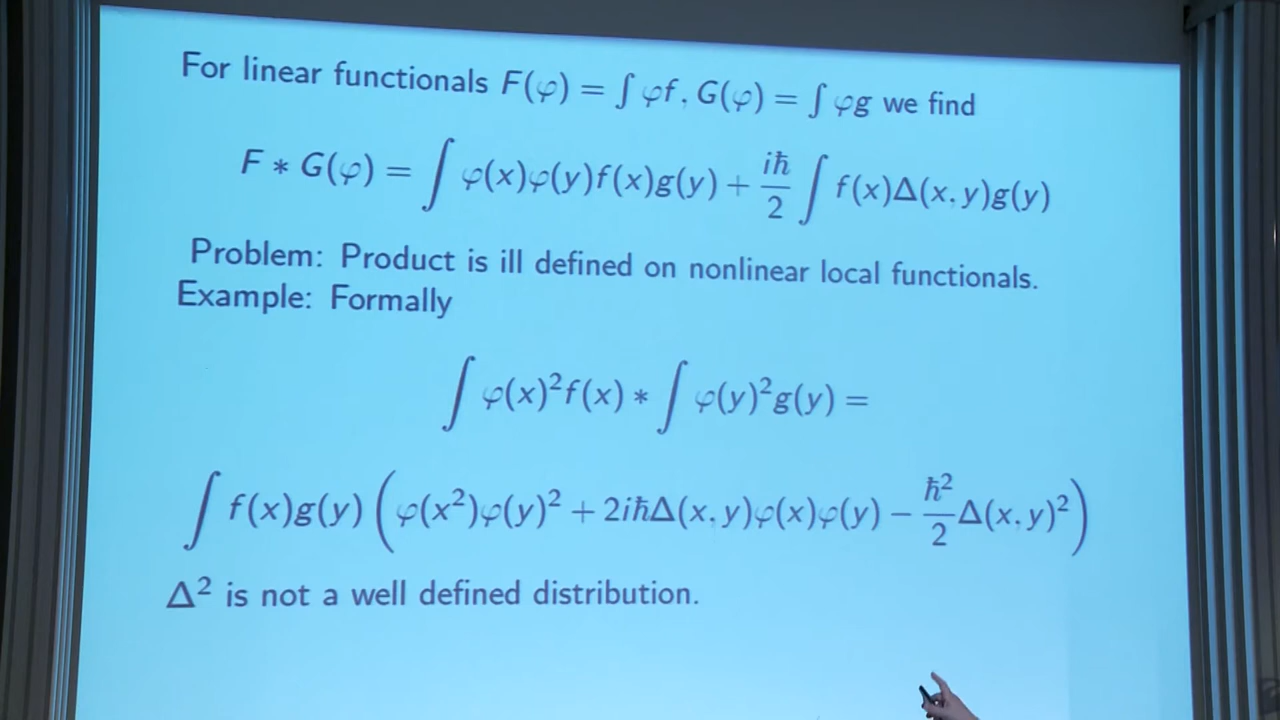 For linear functionals F(φ) = ∫ φf, G(φ) = ∫ φg we find
F ∗ G(φ) = ∫ φ(x)φ(y)f(x)g(y) + iħ/2 ∫ f(x)Δ(x, y)g(y)
Problem: Product is ill defined on nonlinear local functionals.
Example: Formally
∫ φ(x)²f(x) ∗ ∫ φ(y)²g(y) =
∫ f(x)g(y) (φ(x²)φ(y)² + 2iħΔ(x, y)φ(x)φ(y) − ħ²/2 Δ(x, y)²)
Δ² is not a well defined distribution.